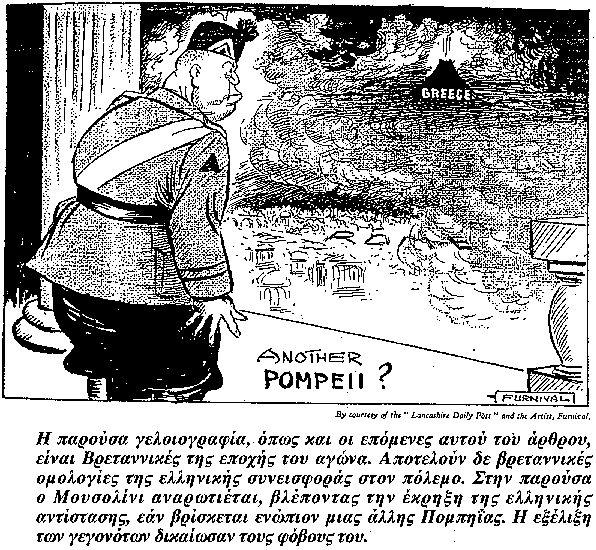 GREECE
ANOTHER
POMPEII ?
FURNIVAL
By courtesy of the " Lancashire Daily Post " and the Artist, Furnical,
Η παρούσα γελοιογραφία, όπως και οι επόμενες αυτού του άρθρου,
είναι Βρεταννικές της εποχής του αγώνα. Αποτελούν δε βρεταννικές
ομολογίες της ελληνικής συνεισφοράς στον πόλεμο. Στην παρούσα
ο Μουσολίνι αναρωτιέται, βλέποντας την έκρηξη της ελληνικής
αντίστασης, εάν βρίσκεται ενώπιον μιας άλλης Πομπηΐας. Η εξέλιξη
των γεγονότων δικαίωσαν τους φόβους του.